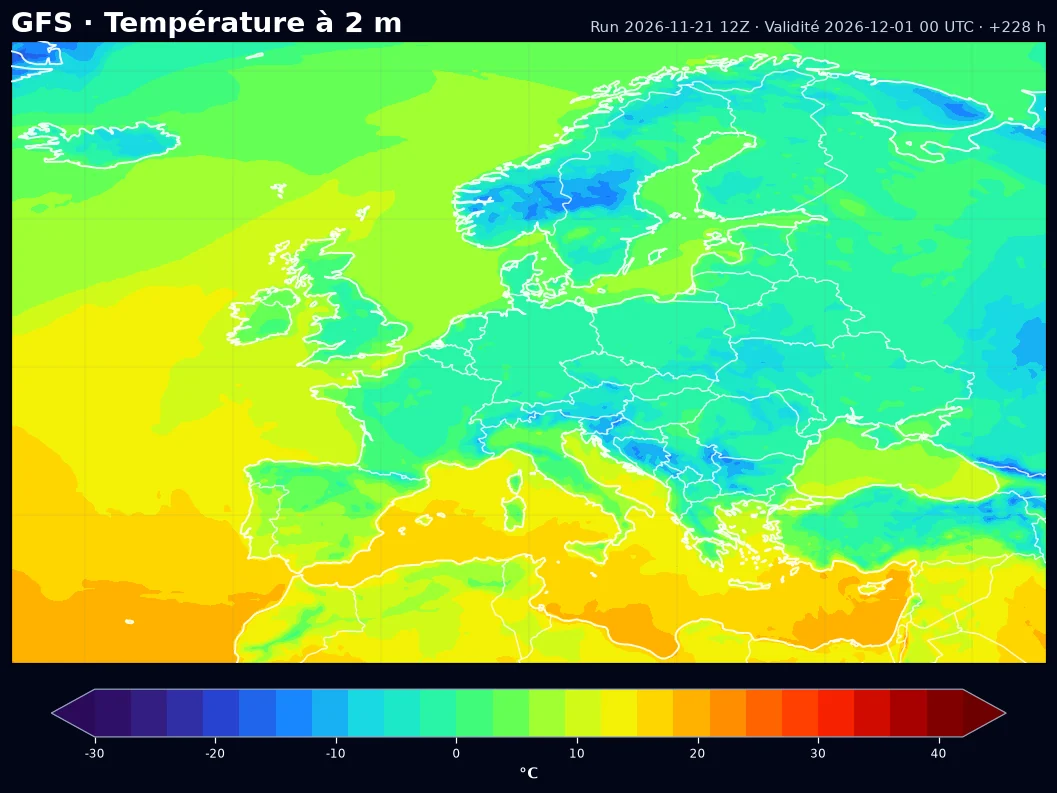 GFS · Température à 2 m
Run 2026-11-21 12Z · Validité 2026-12-01 00 UTC · +228 h
-30 -20 -10 0 10 20 30 40
°C